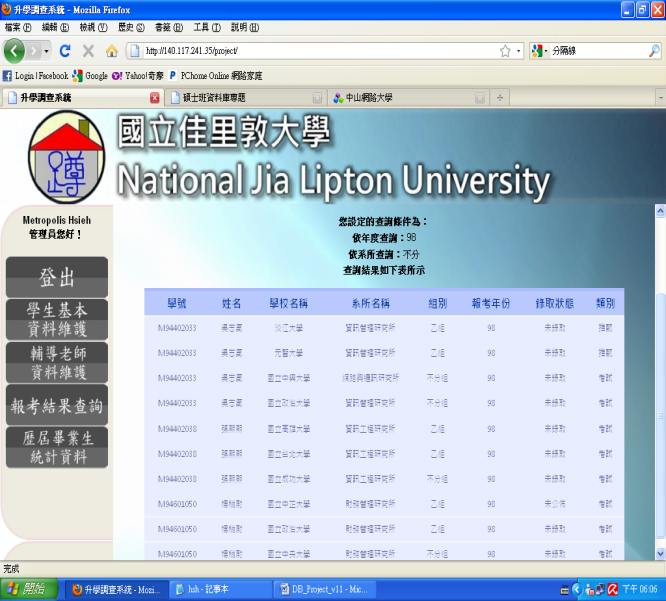 升學調查系統 - Mozilla Firefox
檔案(F) 編輯(E) 檢視(V) 歷史(S) 書籤(B) 工具(T) 說明(H)
http://140.117.241.35/project/ 分隔線
Login | Facebook Google Yahoo!奇摩 PChome Online 網路家庭
升學調查系統 碩士班資料庫專題 中山網路大學
國立佳里敦大學
National Jia Lipton University
Metropolis Hsieh
管理員您好！
登出
學生基本
資料維護
輔導老師
資料維護
報考結果查詢
歷屆畢業生
統計資料
您設定的查詢條件為：
依年度查詢：98
依系所查詢：不分
查詢結果如下表所示
學號 姓名 學校名稱 系所名稱 組別 報考年份 錄取狀態 類別
M94402033 淡江大學 資訊管理研究所 乙組 98 未錄取 推甄
M94402033 元智大學 資訊管理研究所 乙組 98 未錄取 推甄
M94402033 國立中興大學 網路與通訊研究所 不分組 98 未錄取 考試
M94402033 國立政治大學 資訊管理研究所 不分組 98 未錄取 考試
M94402038 國立高雄大學 資訊工程研究所 乙組 98 未錄取 考試
M94402038 國立台北大學 資訊工程研究所 乙組 98 未錄取 考試
M94402038 國立成功大學 資訊工程研究所 不分組 98 未錄取 考試
M94601050 國立中正大學 財務管理研究所 乙組 98 未公佈 考試
M94601050 國立政治大學 財務管理研究所 乙組 98 未錄取 考試
M94601050 國立中央大學 財務管理研究所 不分組 98 未錄取 考試
完成
開始 升學調查系統 - Mozi... hsh - 記事本 DB_Project_v11 - Mic... 下午 06:06